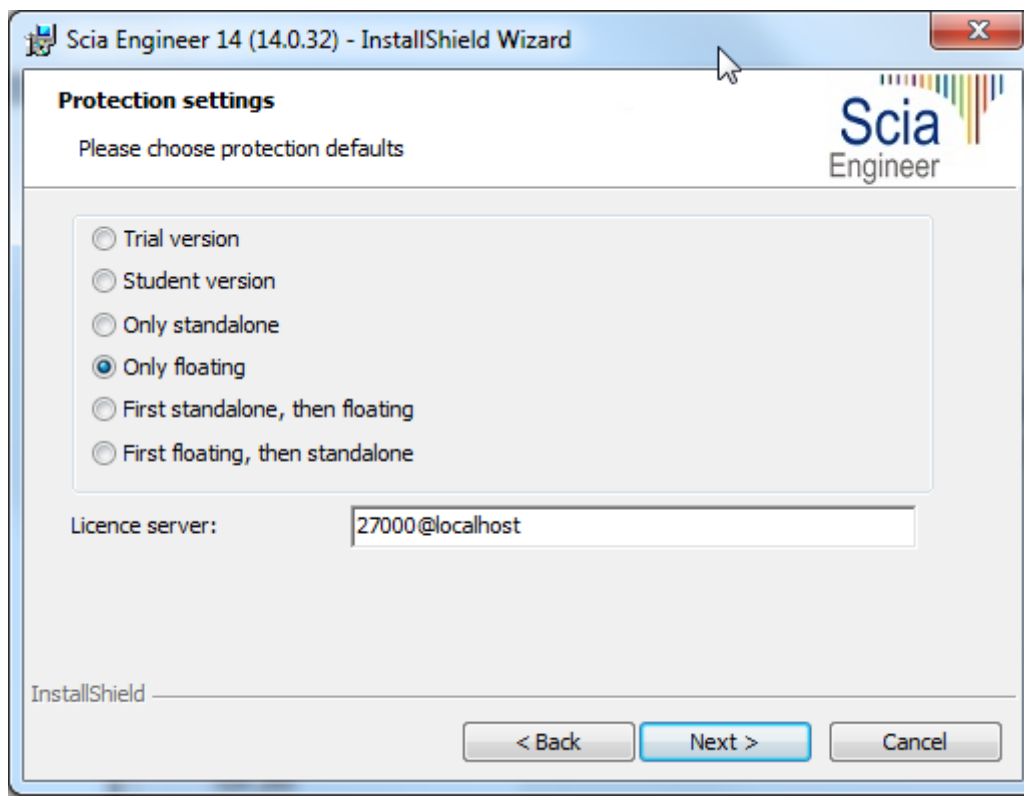 Scia Engineer 14 (14.0.32) - InstallShield Wizard
x
Protection settings
Please choose protection defaults
Scia
Engineer
Trial version
Student version
Only standalone
Only floating
First standalone, then floating
First floating, then standalone
Licence server: 27000@localhost
InstallShield
< Back Next > Cancel